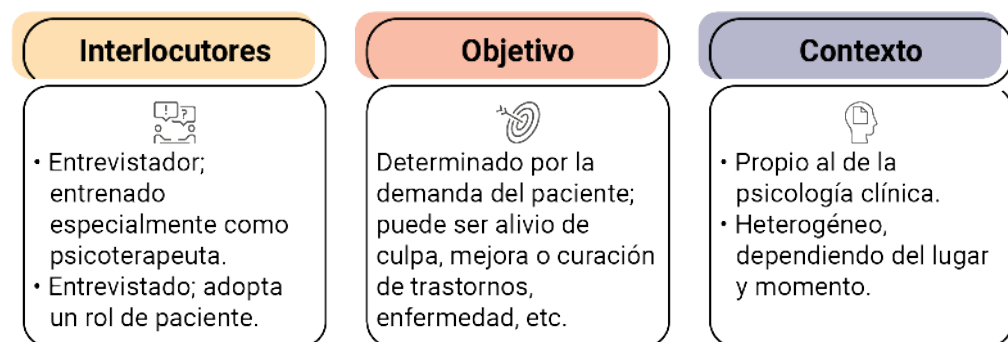 Interlocutores
• Entrevistador;
entrenado
especialmente como
psicoterapeuta.
• Entrevistado; adopta
un rol de paciente.
Objetivo
Determinado por la
demanda del paciente;
puede ser alivio de
culpa, mejora o curación
de trastornos,
enfermedad, etc.
Contexto
• Propio al de la
psicología clínica.
• Heterogéneo,
dependiendo del lugar
y momento.